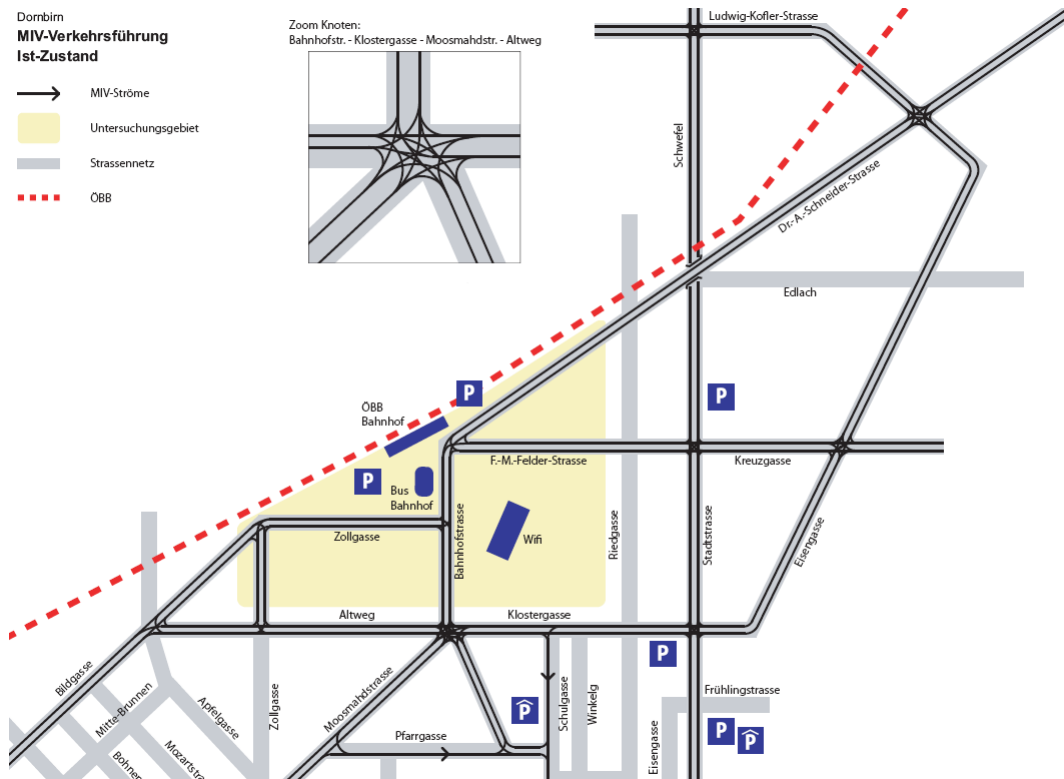 Dornbirn
MIV-Verkehrsführung
Ist-Zustand
MIV-Ströme
Untersuchungsgebiet
Strassennetz
ÖBB
Zoom Knoten:
Bahnhofstr. - Klostergasse - Moosmahdstr. - Altweg
Ludwig-Kofler-Strasse
Schwefel
Dr.-A.-Schneider-Strasse
Edlach
P
ÖBB
Bahnhof
P
F.-M.-Felder-Strasse
Kreuzgasse
P
Bus
Bahnhof
Zollgasse
Bahnhofstrasse
Wifi
Riedgasse
Stadtstrasse
Eisengasse
Altweg
Klostergasse
Bildgasse
Mitte-Brunnen
Apfelgasse
Zollgasse
Moosmahdstrasse
Pfarrgasse
P
Schulgasse
Winkelg
P
Eisengasse
Frühlingstrasse
P
P
Mozartstr
Bohner